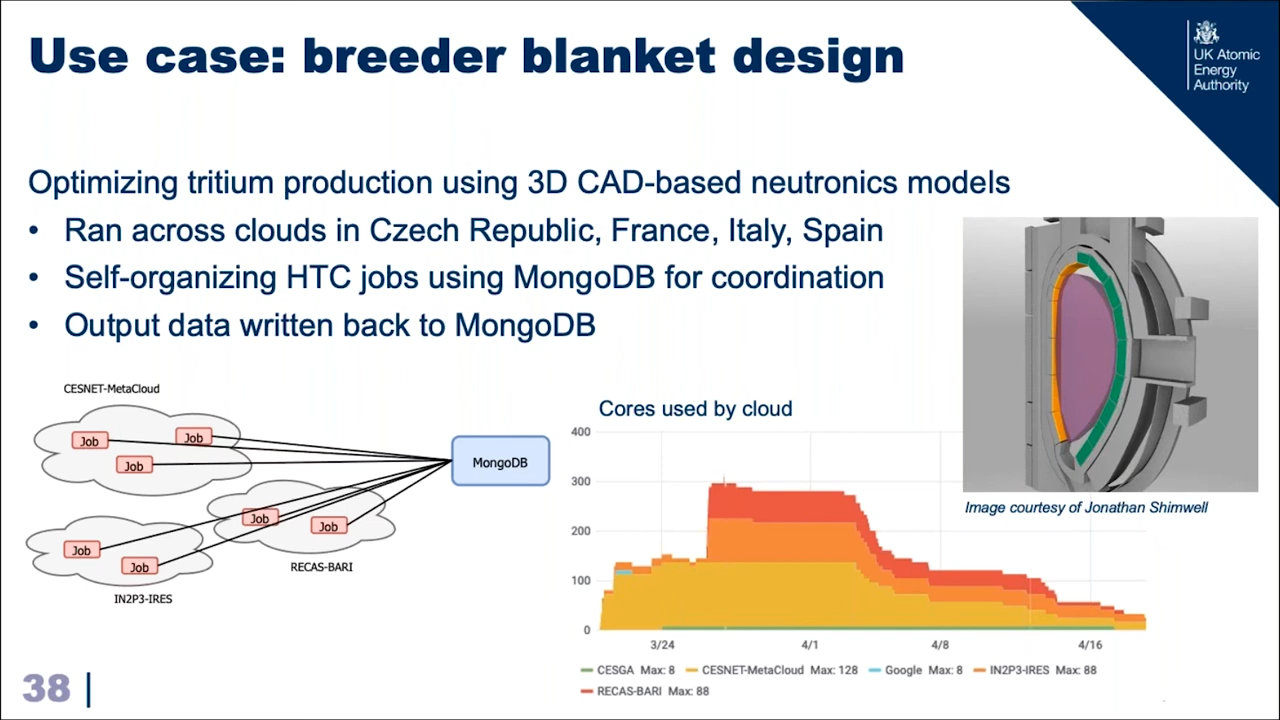 Use case: breeder blanket design
UK Atomic
Energy
Authority
Optimizing tritium production using 3D CAD-based neutronics models
• Ran across clouds in Czech Republic, France, Italy, Spain
• Self-organizing HTC jobs using MongoDB for coordination
• Output data written back to MongoDB
CESNET-MetaCloud
Job
Job
Job
MongoDB
Job
Job
RECAS-BARI
Job
Job
IN2P3-IRES
Cores used by cloud
400
300
200
100
0
3/24 4/1 4/8 4/16
CESGA Max: 8 CESNET-MetaCloud Max: 128 Google Max: 8 IN2P3-IRES Max: 88
RECAS-BARI Max: 88
Image courtesy of Jonathan Shimwell
38